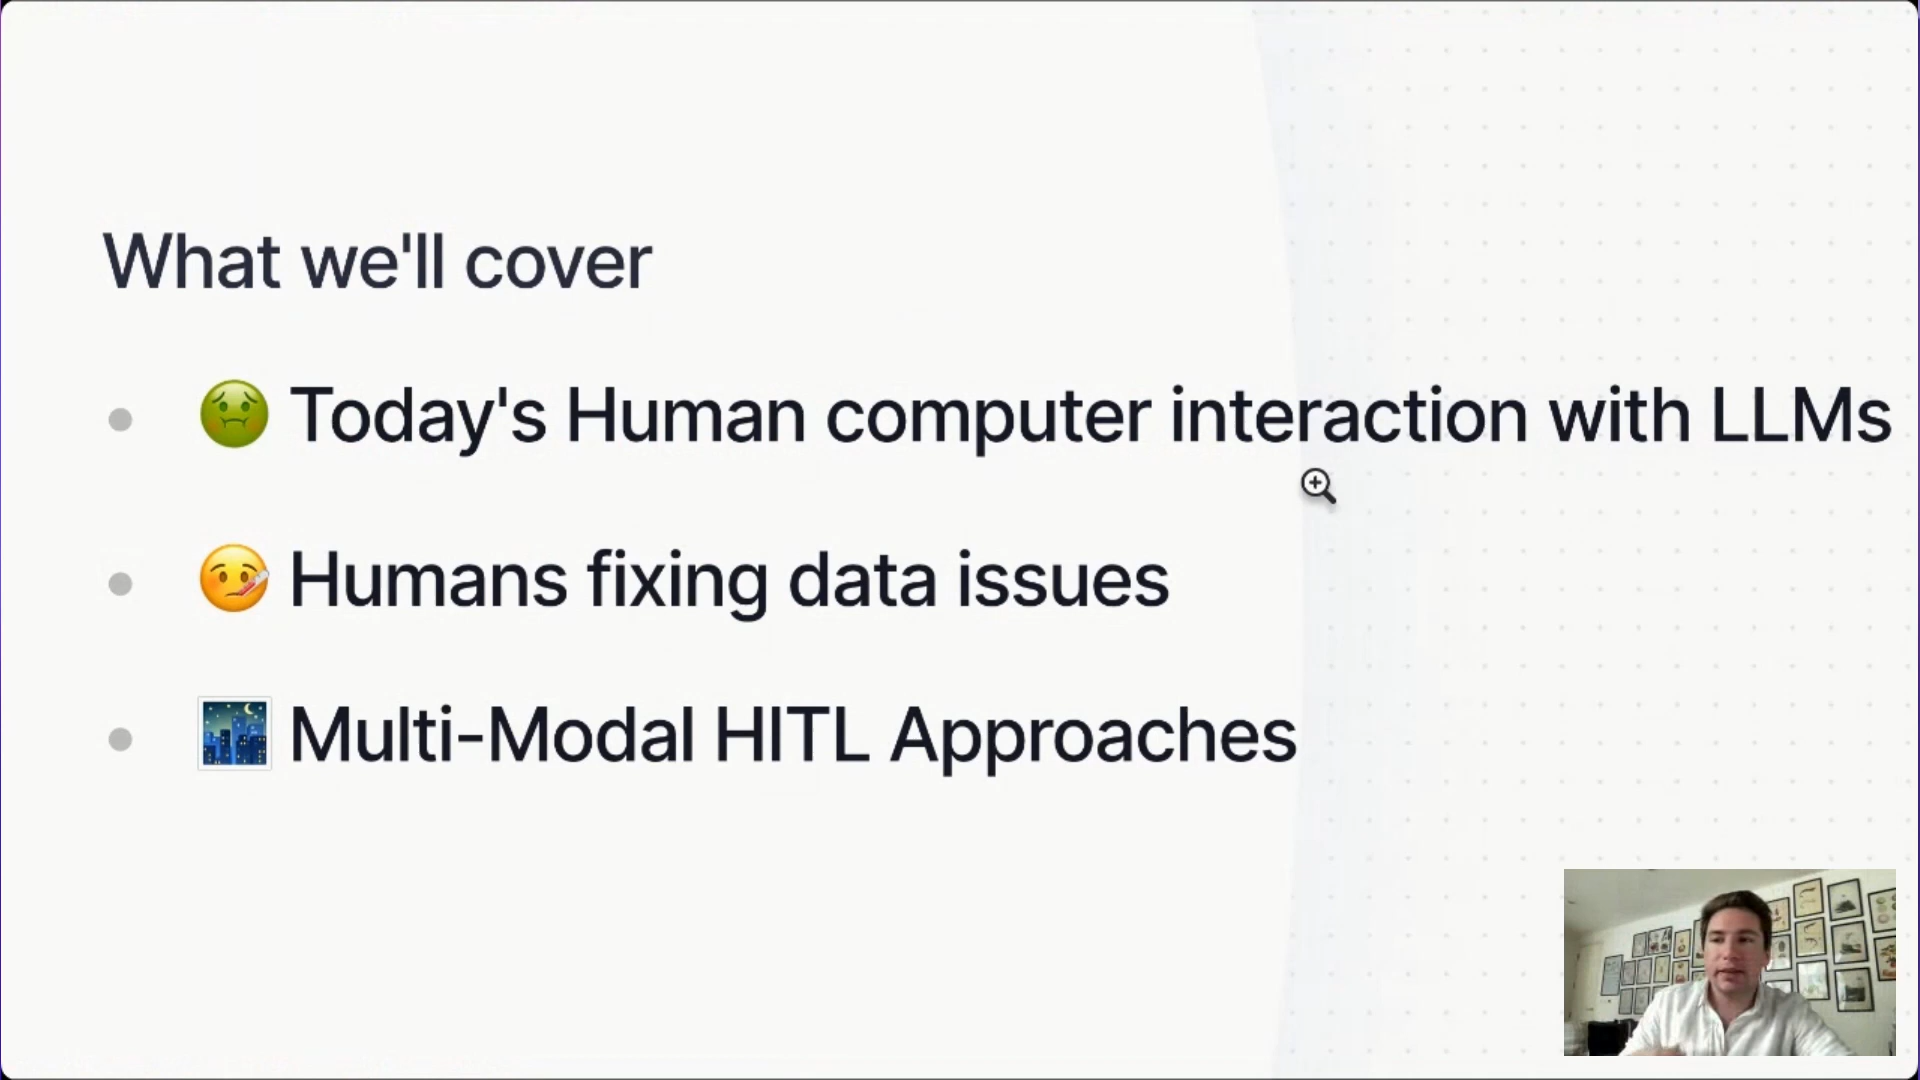 What we'll cover
🤢 Today's Human computer interaction with LLMs
🤒 Humans fixing data issues
🌃 Multi-Modal HITL Approaches